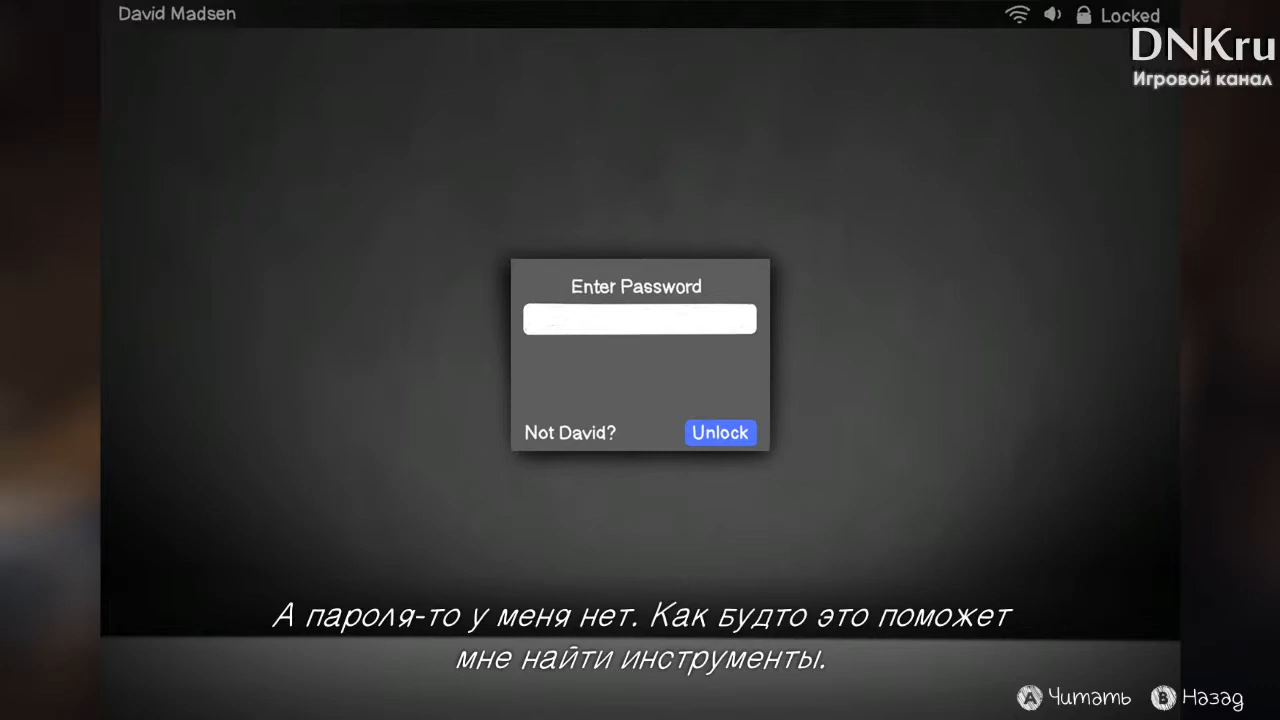 David Madsen
Locked
DNKru
Игровой канал
Enter Password
Not David?
Unlock
А пароля-то у меня нет. Как будто это поможет
мне найти инструменты.
A Читать B Назад